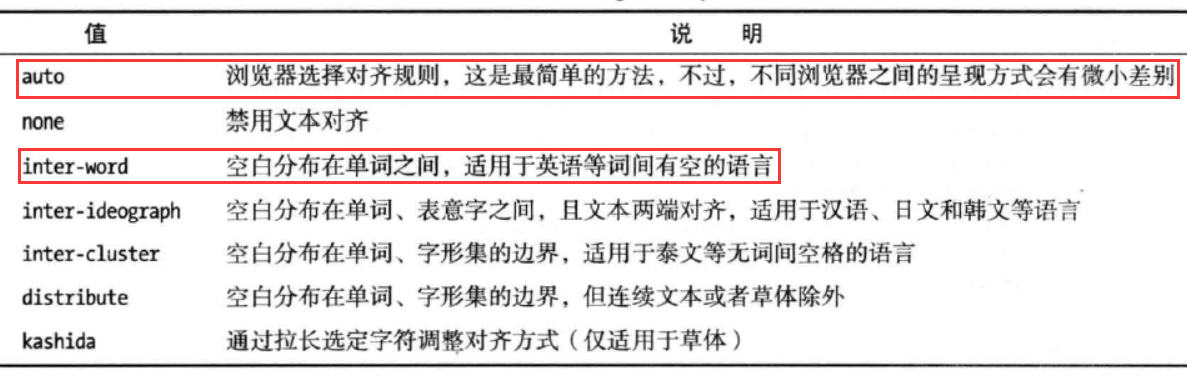 值 说 明
auto 浏览器选择对齐规则，这是最简单的方法，不过，不同浏览器之间的呈现方式会有微小差别
none 禁用文本对齐
inter-word 空白分布在单词之间，适用于英语等词间有空的语言
inter-ideograph 空白分布在单词、表意字之间，且文本两端对齐，适用于汉语、日文和韩文等语言
inter-cluster 空白分布在单词、字形集的边界，适用于泰文等无词间空格的语言
distribute 空白分布在单词、字形集的边界，但连续文本或者草体除外
kashida 通过拉长选定字符调整对齐方式（仅适用于草体）